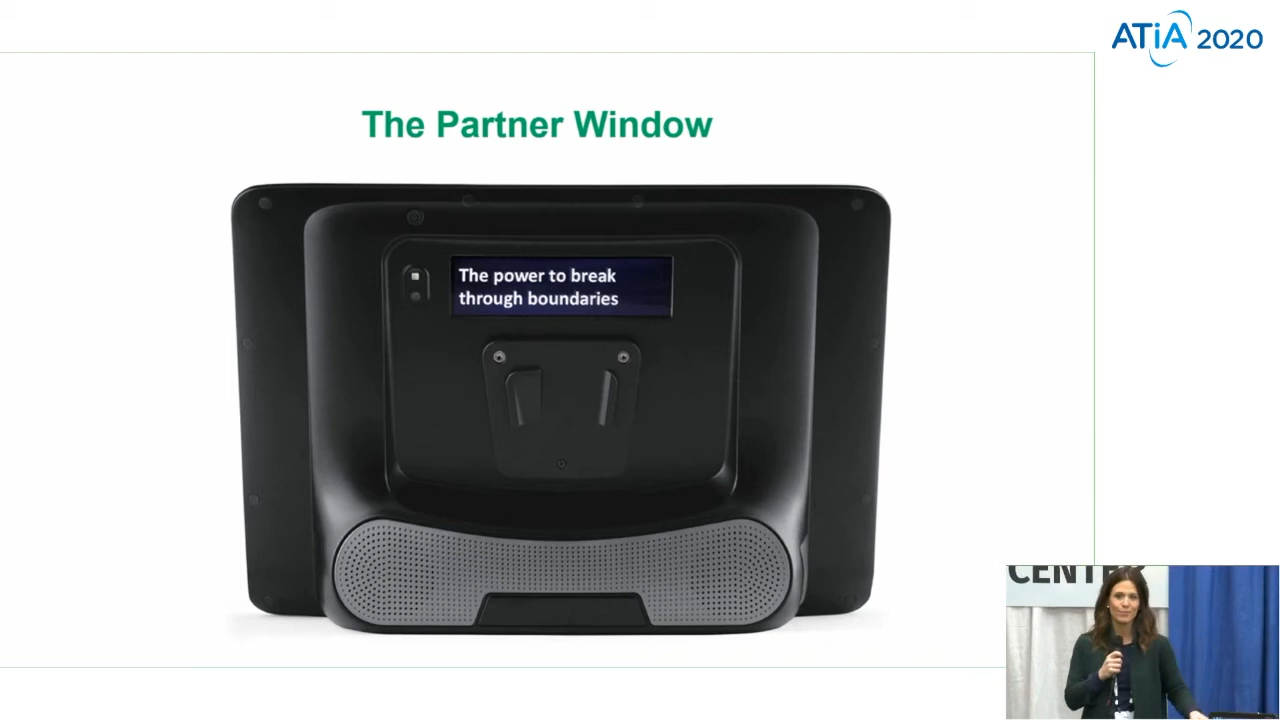 ATiA 2020
The Partner Window
The power to break
through boundaries
CENTER